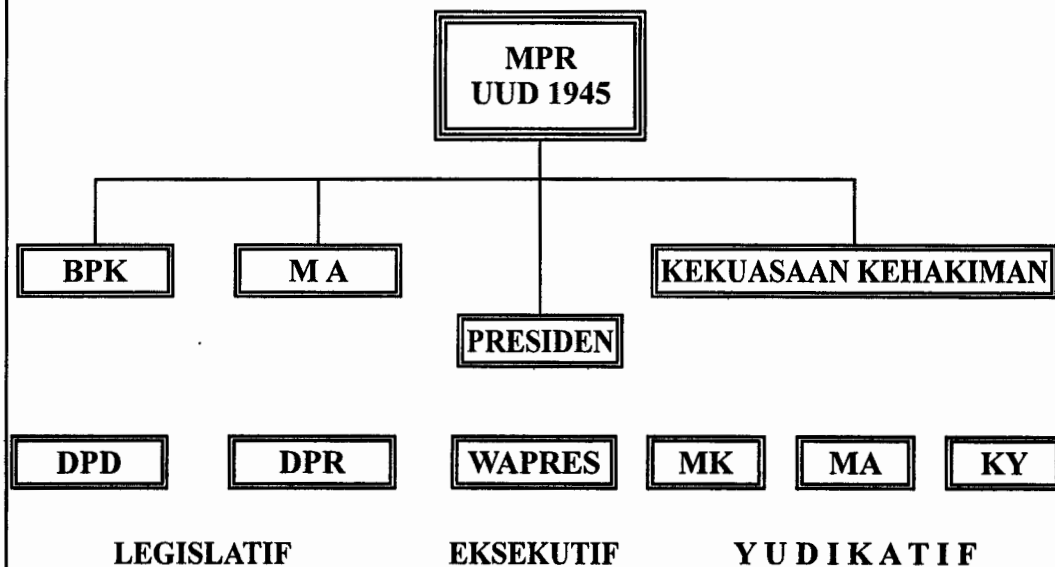 MPR
UUD 1945
BPK
M A
KEKUASAAN KEHAKIMAN
PRESIDEN
DPD
DPR
WAPRES
MK
MA
KY
LEGISLATIF
EKSEKUTIF
Y U D I K A T I F